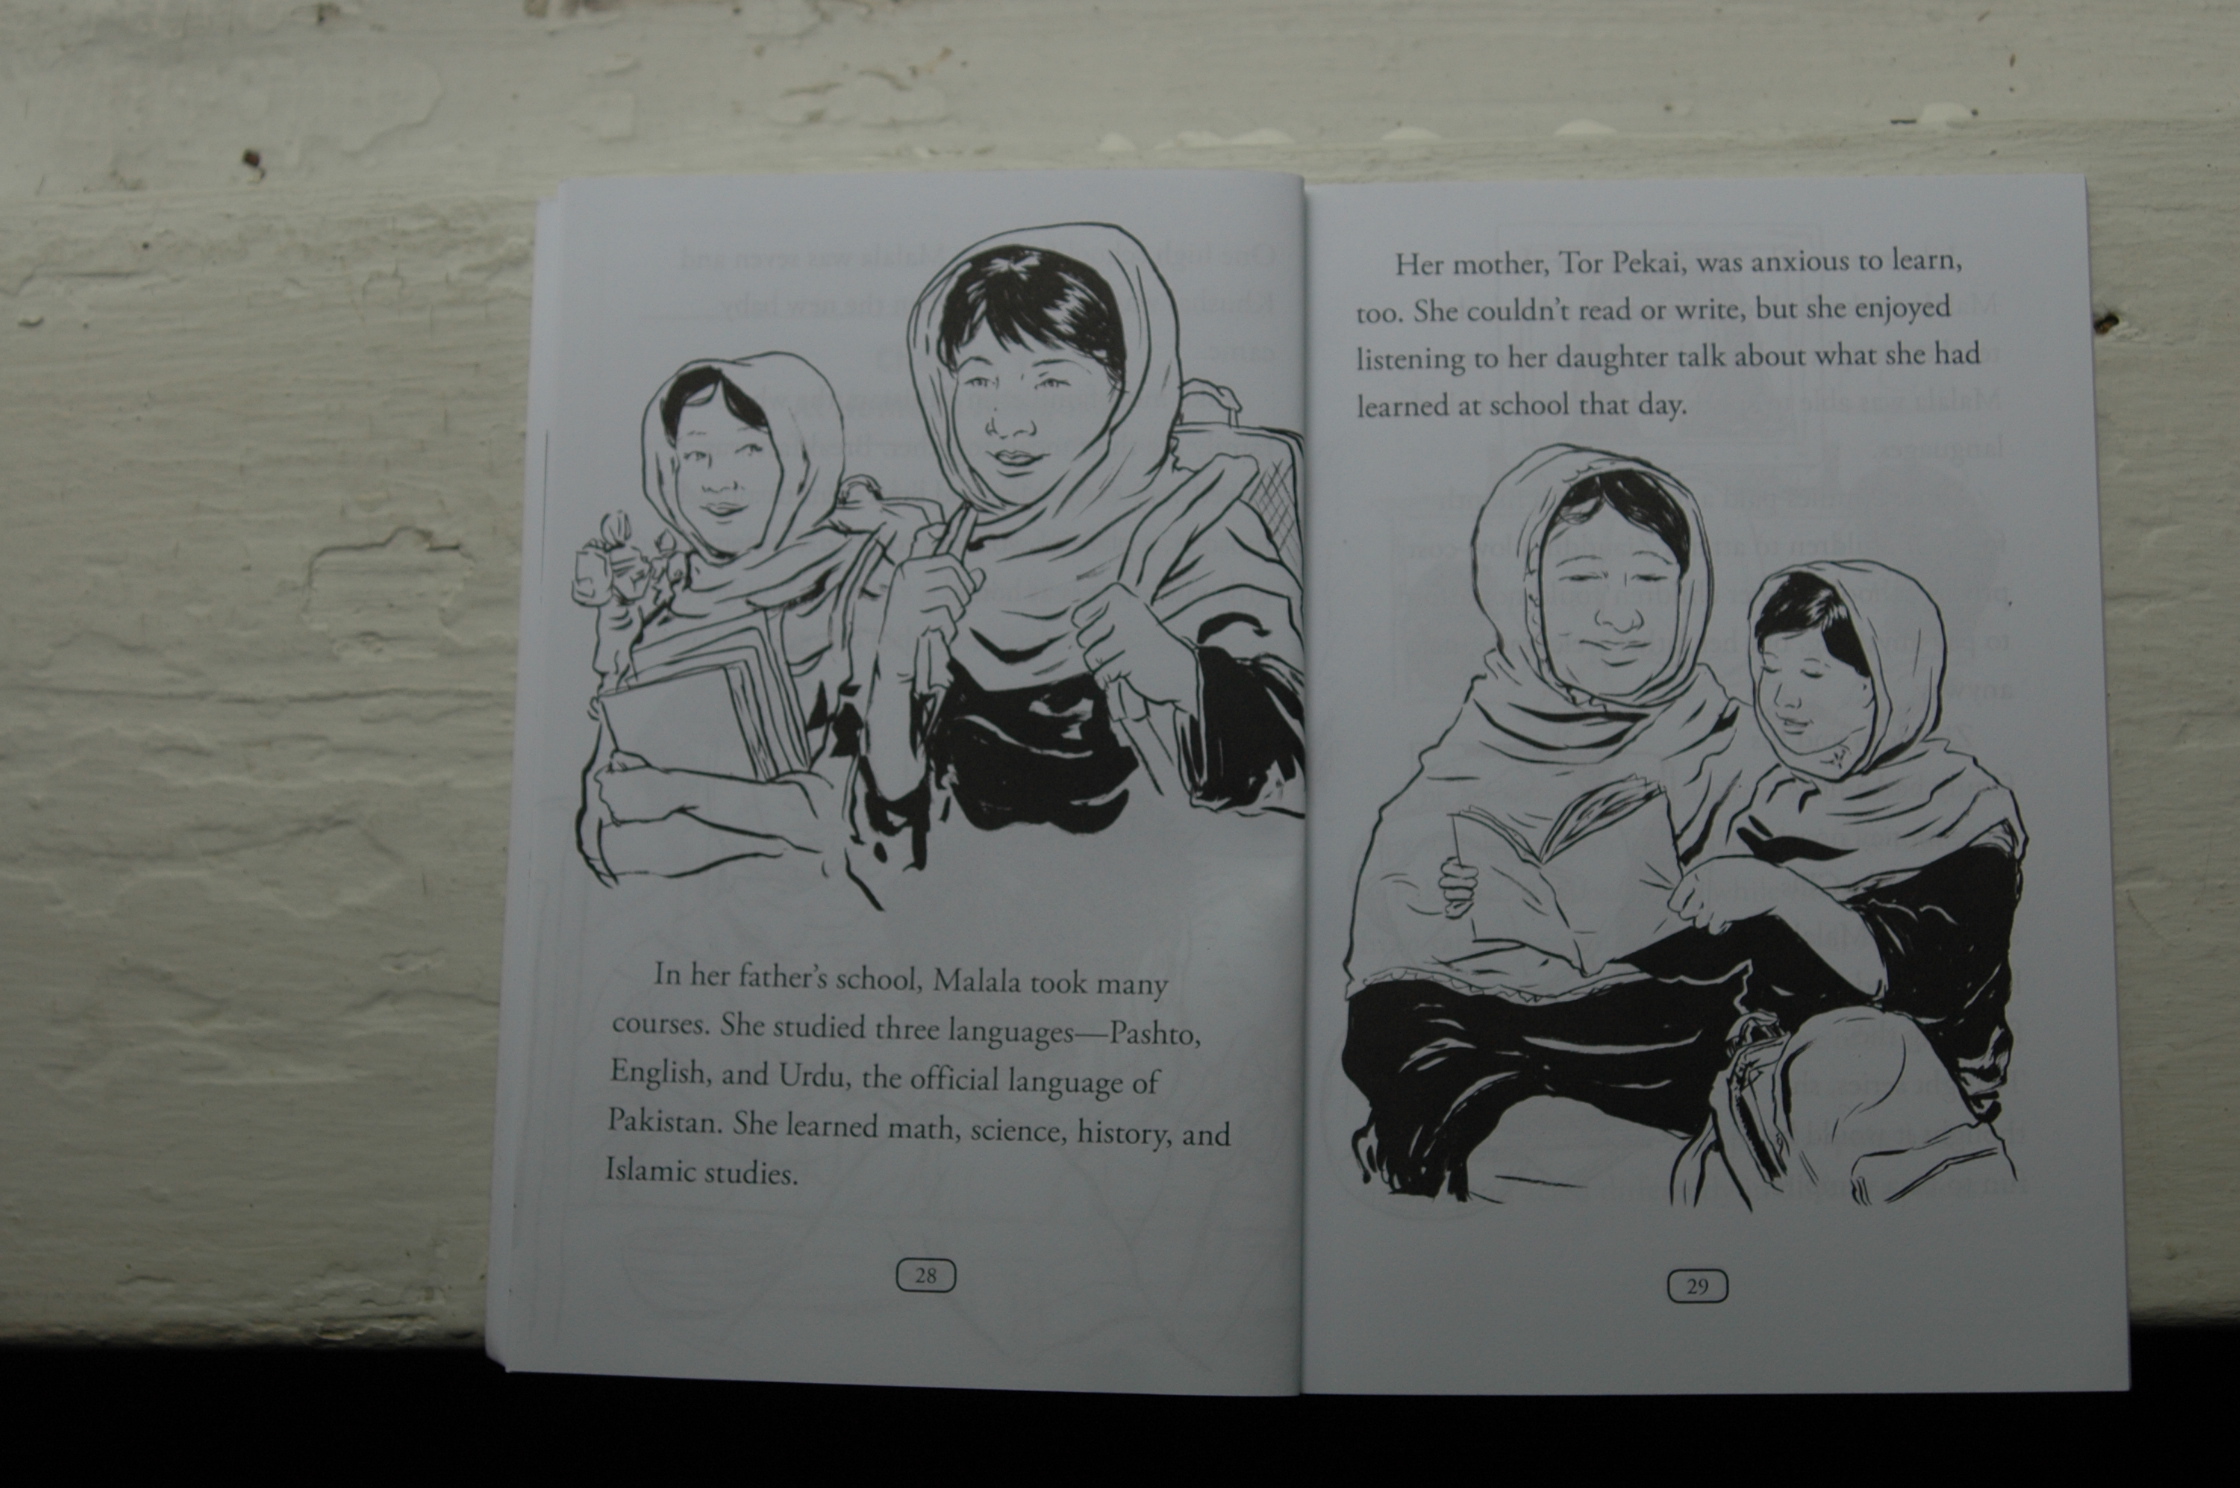 In her father's school, Malala took many
courses. She studied three languages—Pashto,
English, and Urdu, the official language of
Pakistan. She learned math, science, history, and
Islamic studies.
28
Her mother, Tor Pekai, was anxious to learn,
too. She couldn't read or write, but she enjoyed
listening to her daughter talk about what she had
learned at school that day.
29